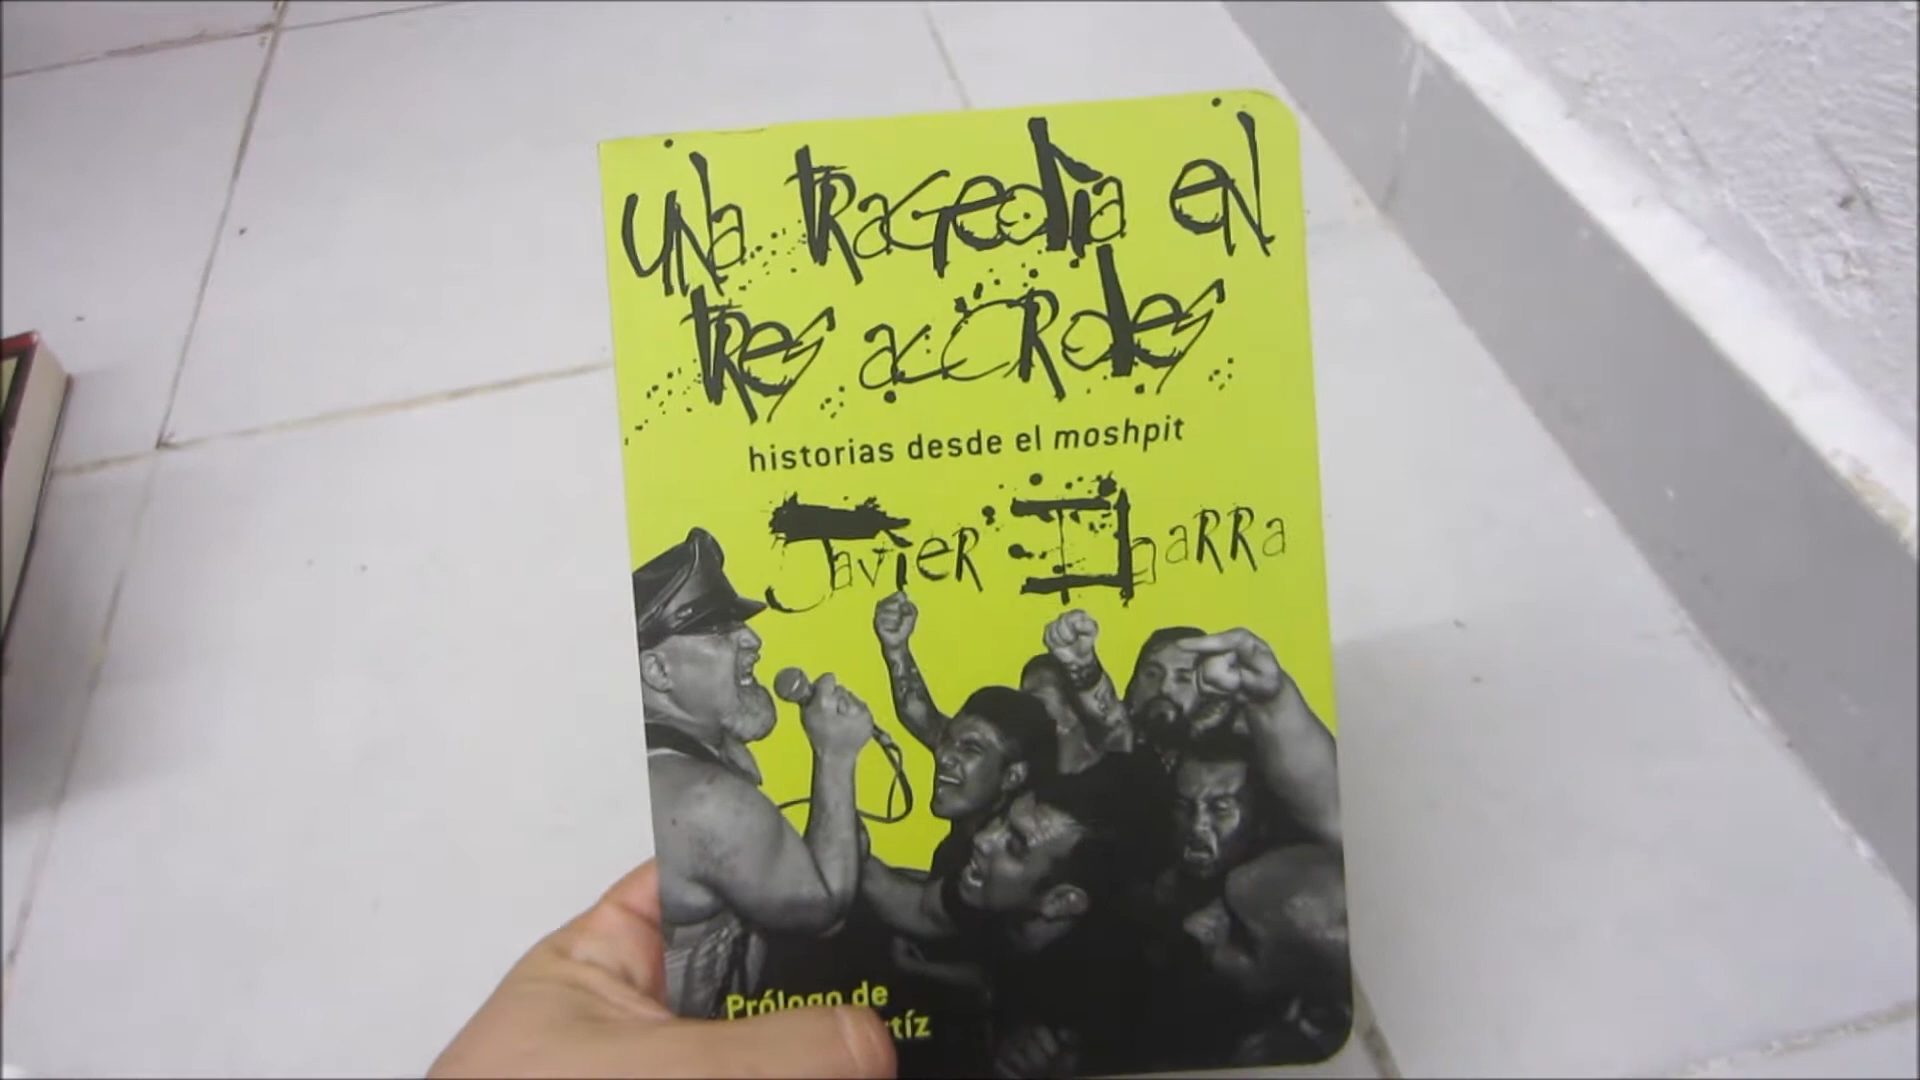 una tragedia en
tres acordes
historias desde el moshpit
Javier Ibarra
Prólogo de